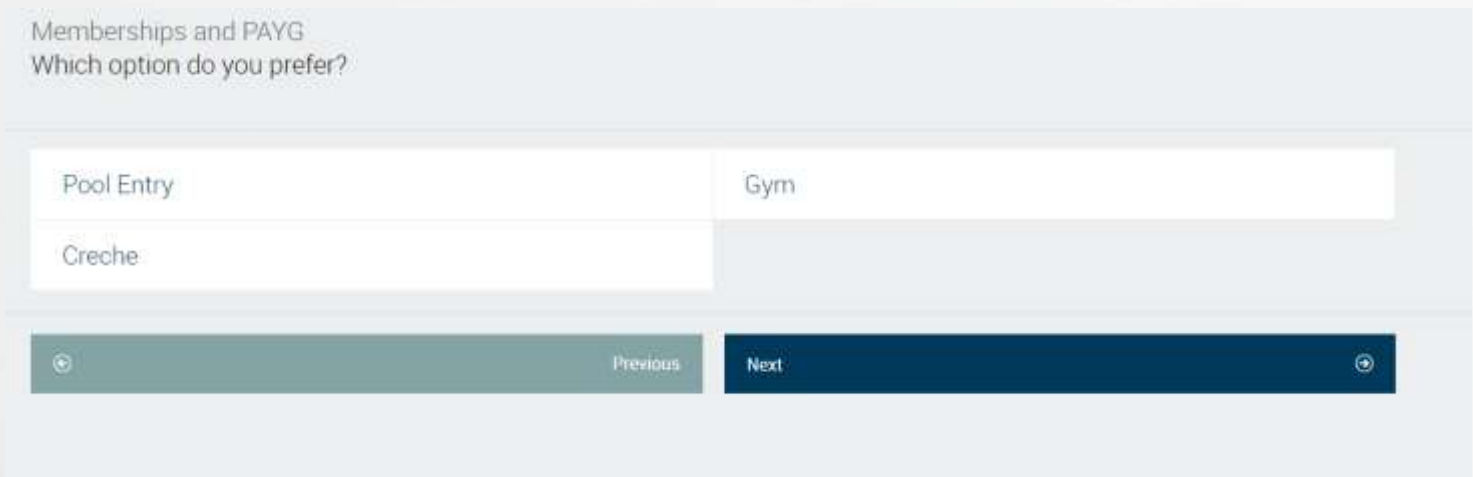 Memberships and PAYG
Which option do you prefer?
Pool Entry
Gym
Creche
Previous
Next